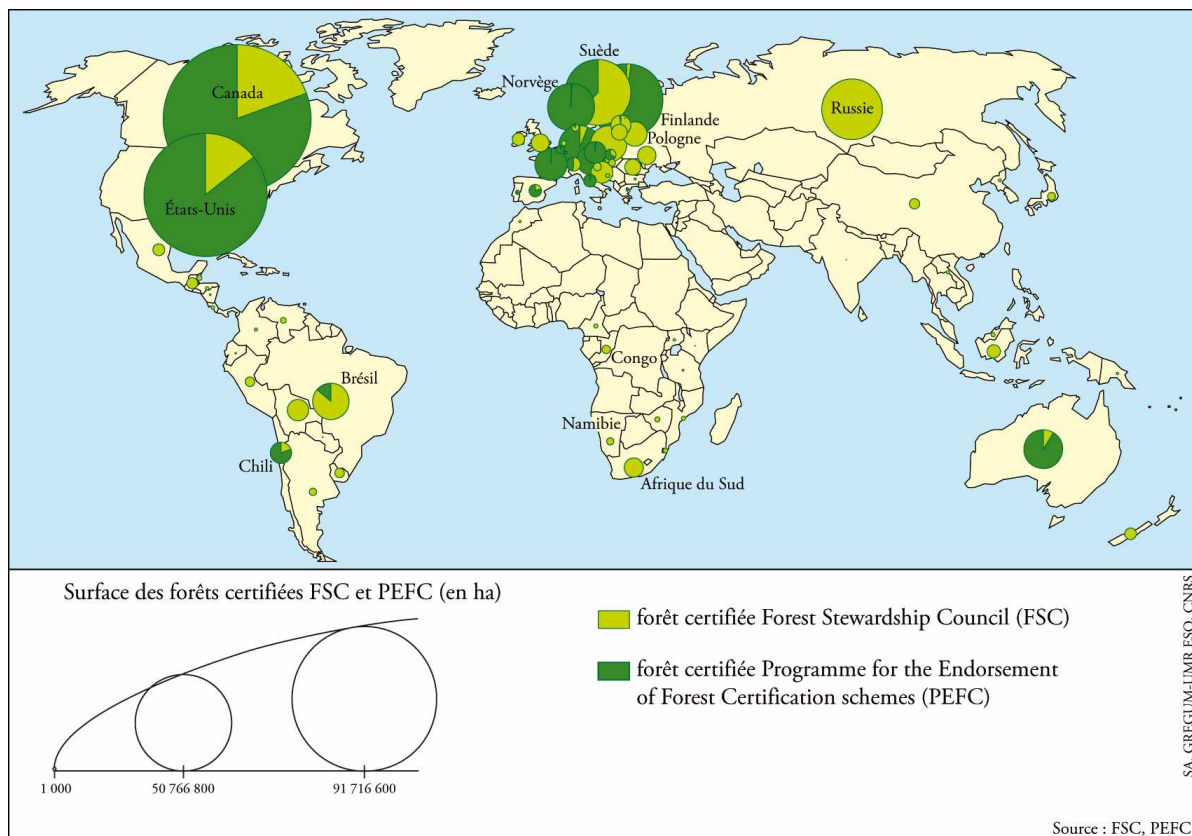 Suède
Norvège
Canada
Russie
Finlande
Pologne
États-Unis
Congo
Brésil
Namibie
Chili
Afrique du Sud
Surface des forêts certifiées FSC et PEFC (en ha)
1 000
50 766 800
91 716 600
forêt certifiée Forest Stewardship Council (FSC)
forêt certifiée Programme for the Endorsement
of Forest Certification schemes (PEFC)
SA, GREGUM-UMR ESO, CNRS
Source : FSC, PEFC